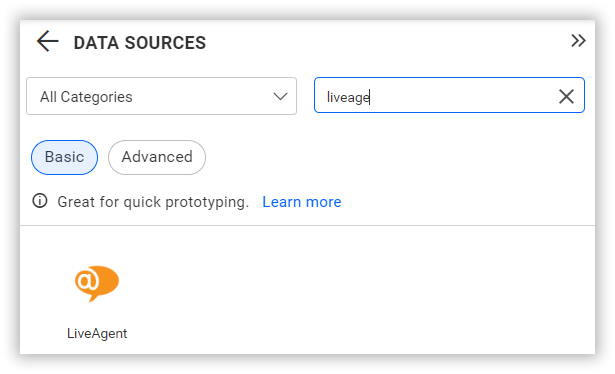 DATA SOURCES
All Categories
liveage
Basic Advanced
Great for quick prototyping. Learn more
@
LiveAgent